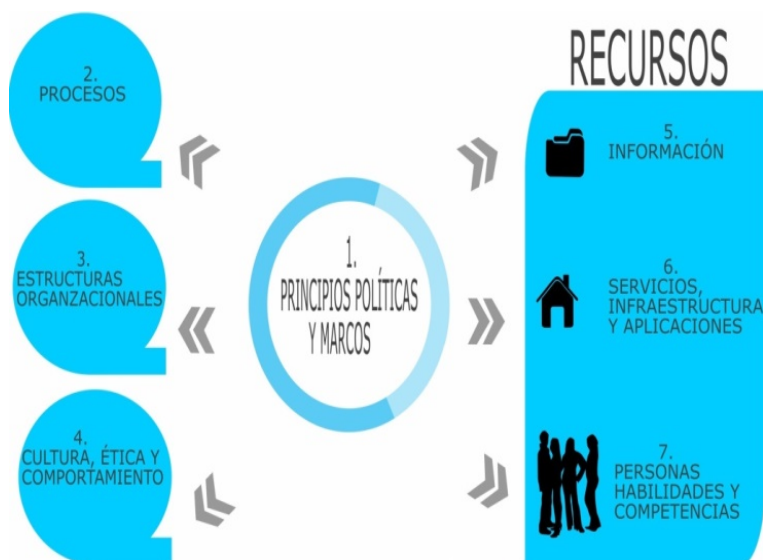 2.
PROCESOS
3.
ESTRUCTURAS
ORGANZACIONALES
4.
CULTURA, ÉTICA Y
COMPORTAMIENTO
1.
PRINCIPIOS POLÍTICAS
Y MARCOS
RECURSOS
5.
INFORMACIÓN
6.
SERVICIOS,
INFRAESTRUCTURA
Y APLICACIONES
7.
PERSONAS
HABILIDADES Y
COMPETENCIAS